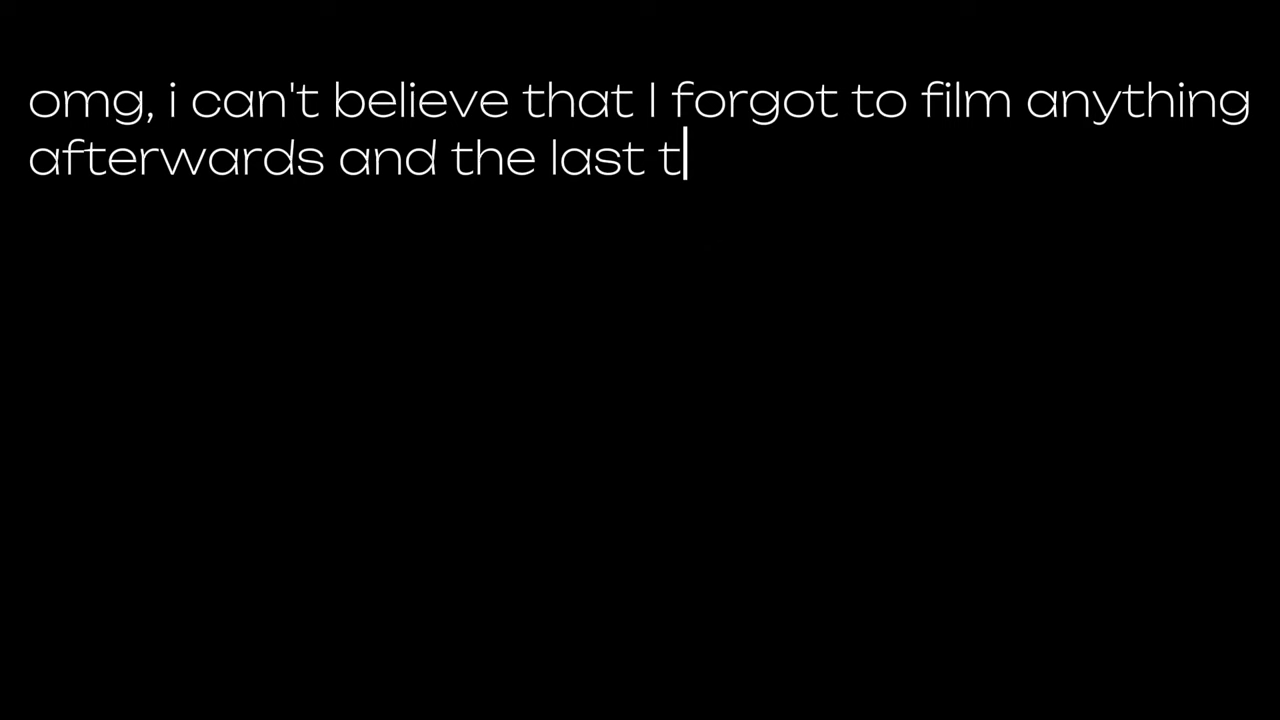 omg, i can't believe that I forgot to film anything
afterwards and the last t